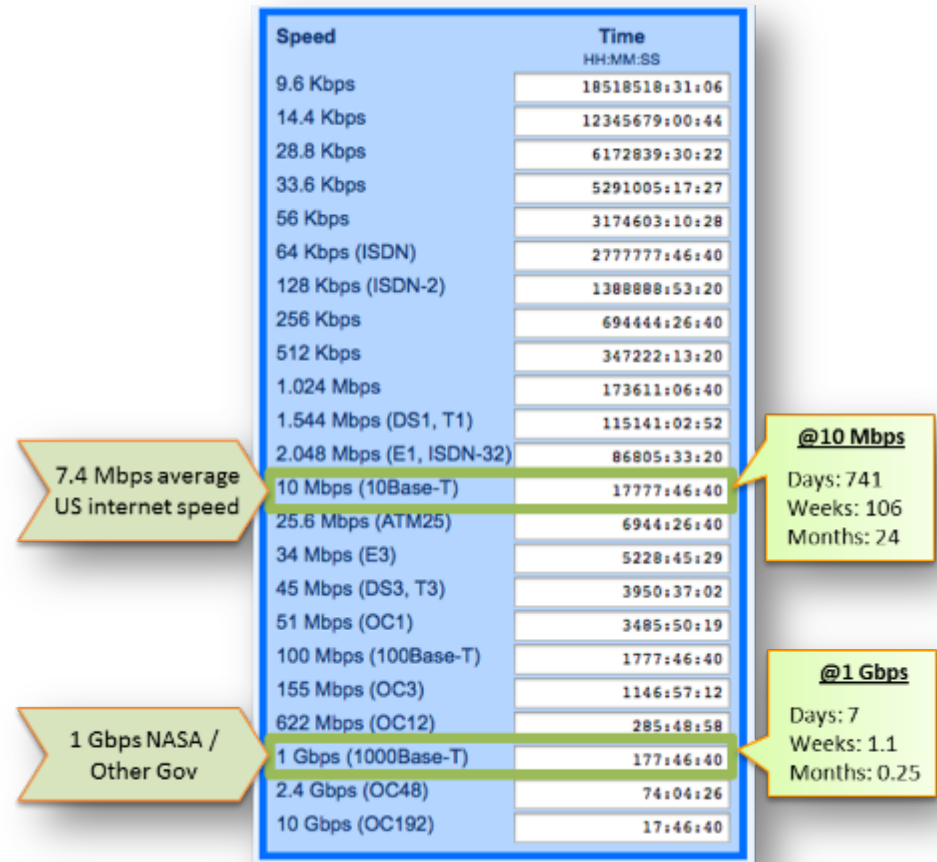 Speed Time
HH:MM:SS
9.6 Kbps 18518518:31:06
14.4 Kbps 12345679:00:44
28.8 Kbps 6172839:30:22
33.6 Kbps 5291005:17:27
56 Kbps 3174603:10:28
64 Kbps (ISDN) 2777777:46:40
128 Kbps (ISDN-2) 1388888:53:20
256 Kbps 694444:26:40
512 Kbps 347222:13:20
1.024 Mbps 173611:06:40
1.544 Mbps (DS1, T1) 115141:02:52
2.048 Mbps (E1, ISDN-32) 86805:33:20
10 Mbps (10Base-T) 17777:46:40
25.6 Mbps (ATM25) 6944:26:40
34 Mbps (E3) 5228:45:29
45 Mbps (DS3, T3) 3950:37:02
51 Mbps (OC1) 3485:50:19
100 Mbps (100Base-T) 1777:46:40
155 Mbps (OC3) 1146:57:12
622 Mbps (OC12) 285:48:58
1 Gbps (1000Base-T) 177:46:40
2.4 Gbps (OC48) 74:04:26
10 Gbps (OC192) 17:46:40
7.4 Mbps average
US internet speed
1 Gbps NASA /
Other Gov
@10 Mbps
Days: 741
Weeks: 106
Months: 24
@1 Gbps
Days: 7
Weeks: 1.1
Months: 0.25